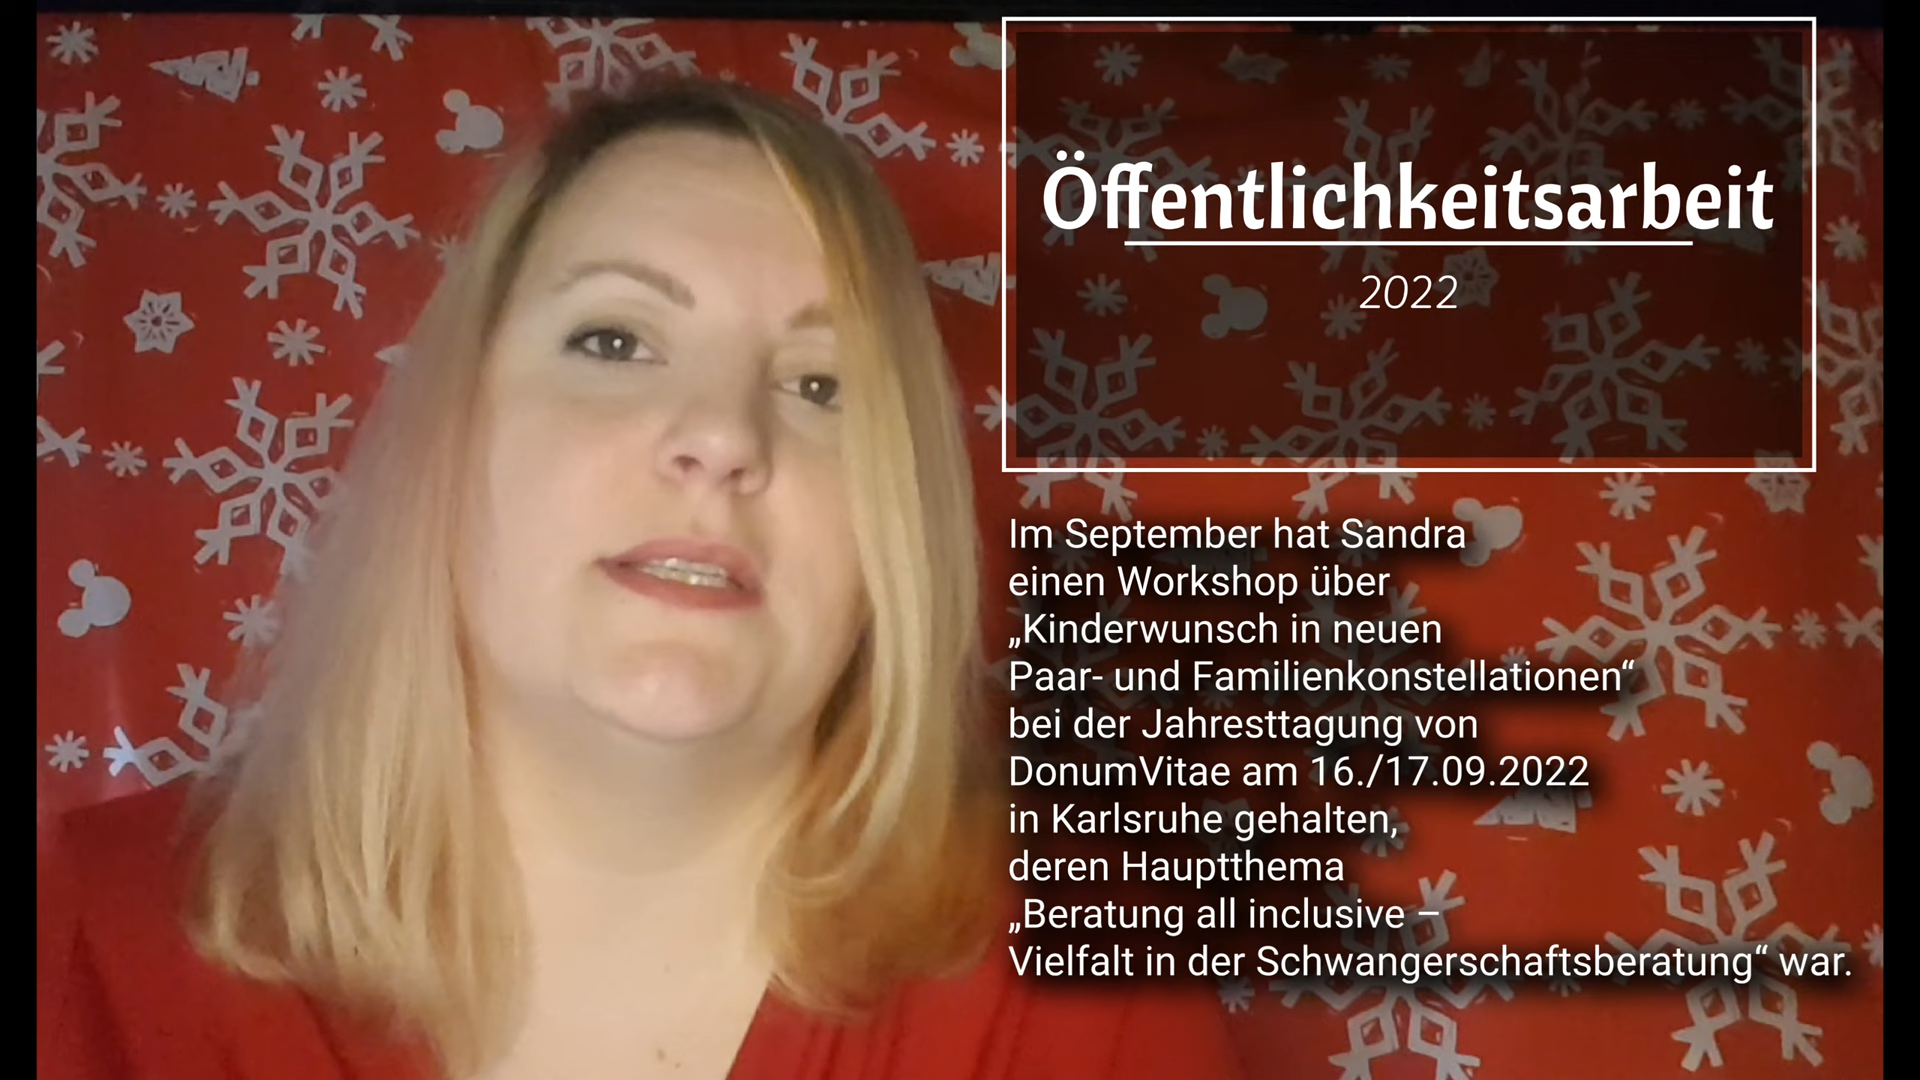 Öffentlichkeitsarbeit
2022
Im September hat Sandra
einen Workshop über
„Kinderwunsch in neuen
Paar- und Familienkonstellationen“
bei der Jahresttagung von
DonumVitae am 16./17.09.2022
in Karlsruhe gehalten,
deren Hauptthema
„Beratung all inclusive –
Vielfalt in der Schwangerschaftsberatung“ war.